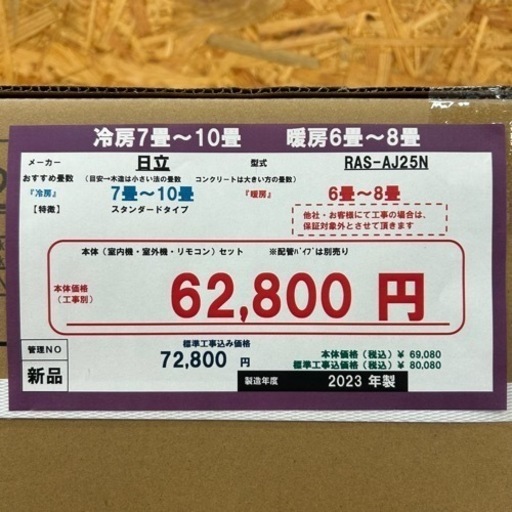 冷房7畳～10畳 暖房6畳～8畳
メーカー 日立 型式 RAS-AJ25N
おすすめ畳数 (目安→木造は小さい法の畳数 コンクリートは大きい方の畳数)
『冷房』 7畳～10畳 『暖房』 6畳～8畳
【特徴】 スタンダードタイプ
他社・お客様にて工事の場合は、
保証対象外とさせて頂きます
本体（室内機・室外機・リモコン）セット ※配管ﾊﾟｲﾌﾟは別売り
本体価格
(工事別)
62,800 円
管理NO
新品
標準工事込み価格
72,800 円
本体価格（税込）￥ 69,080
標準工事込価格（税込）￥ 80,080
製造年度 2023 年製